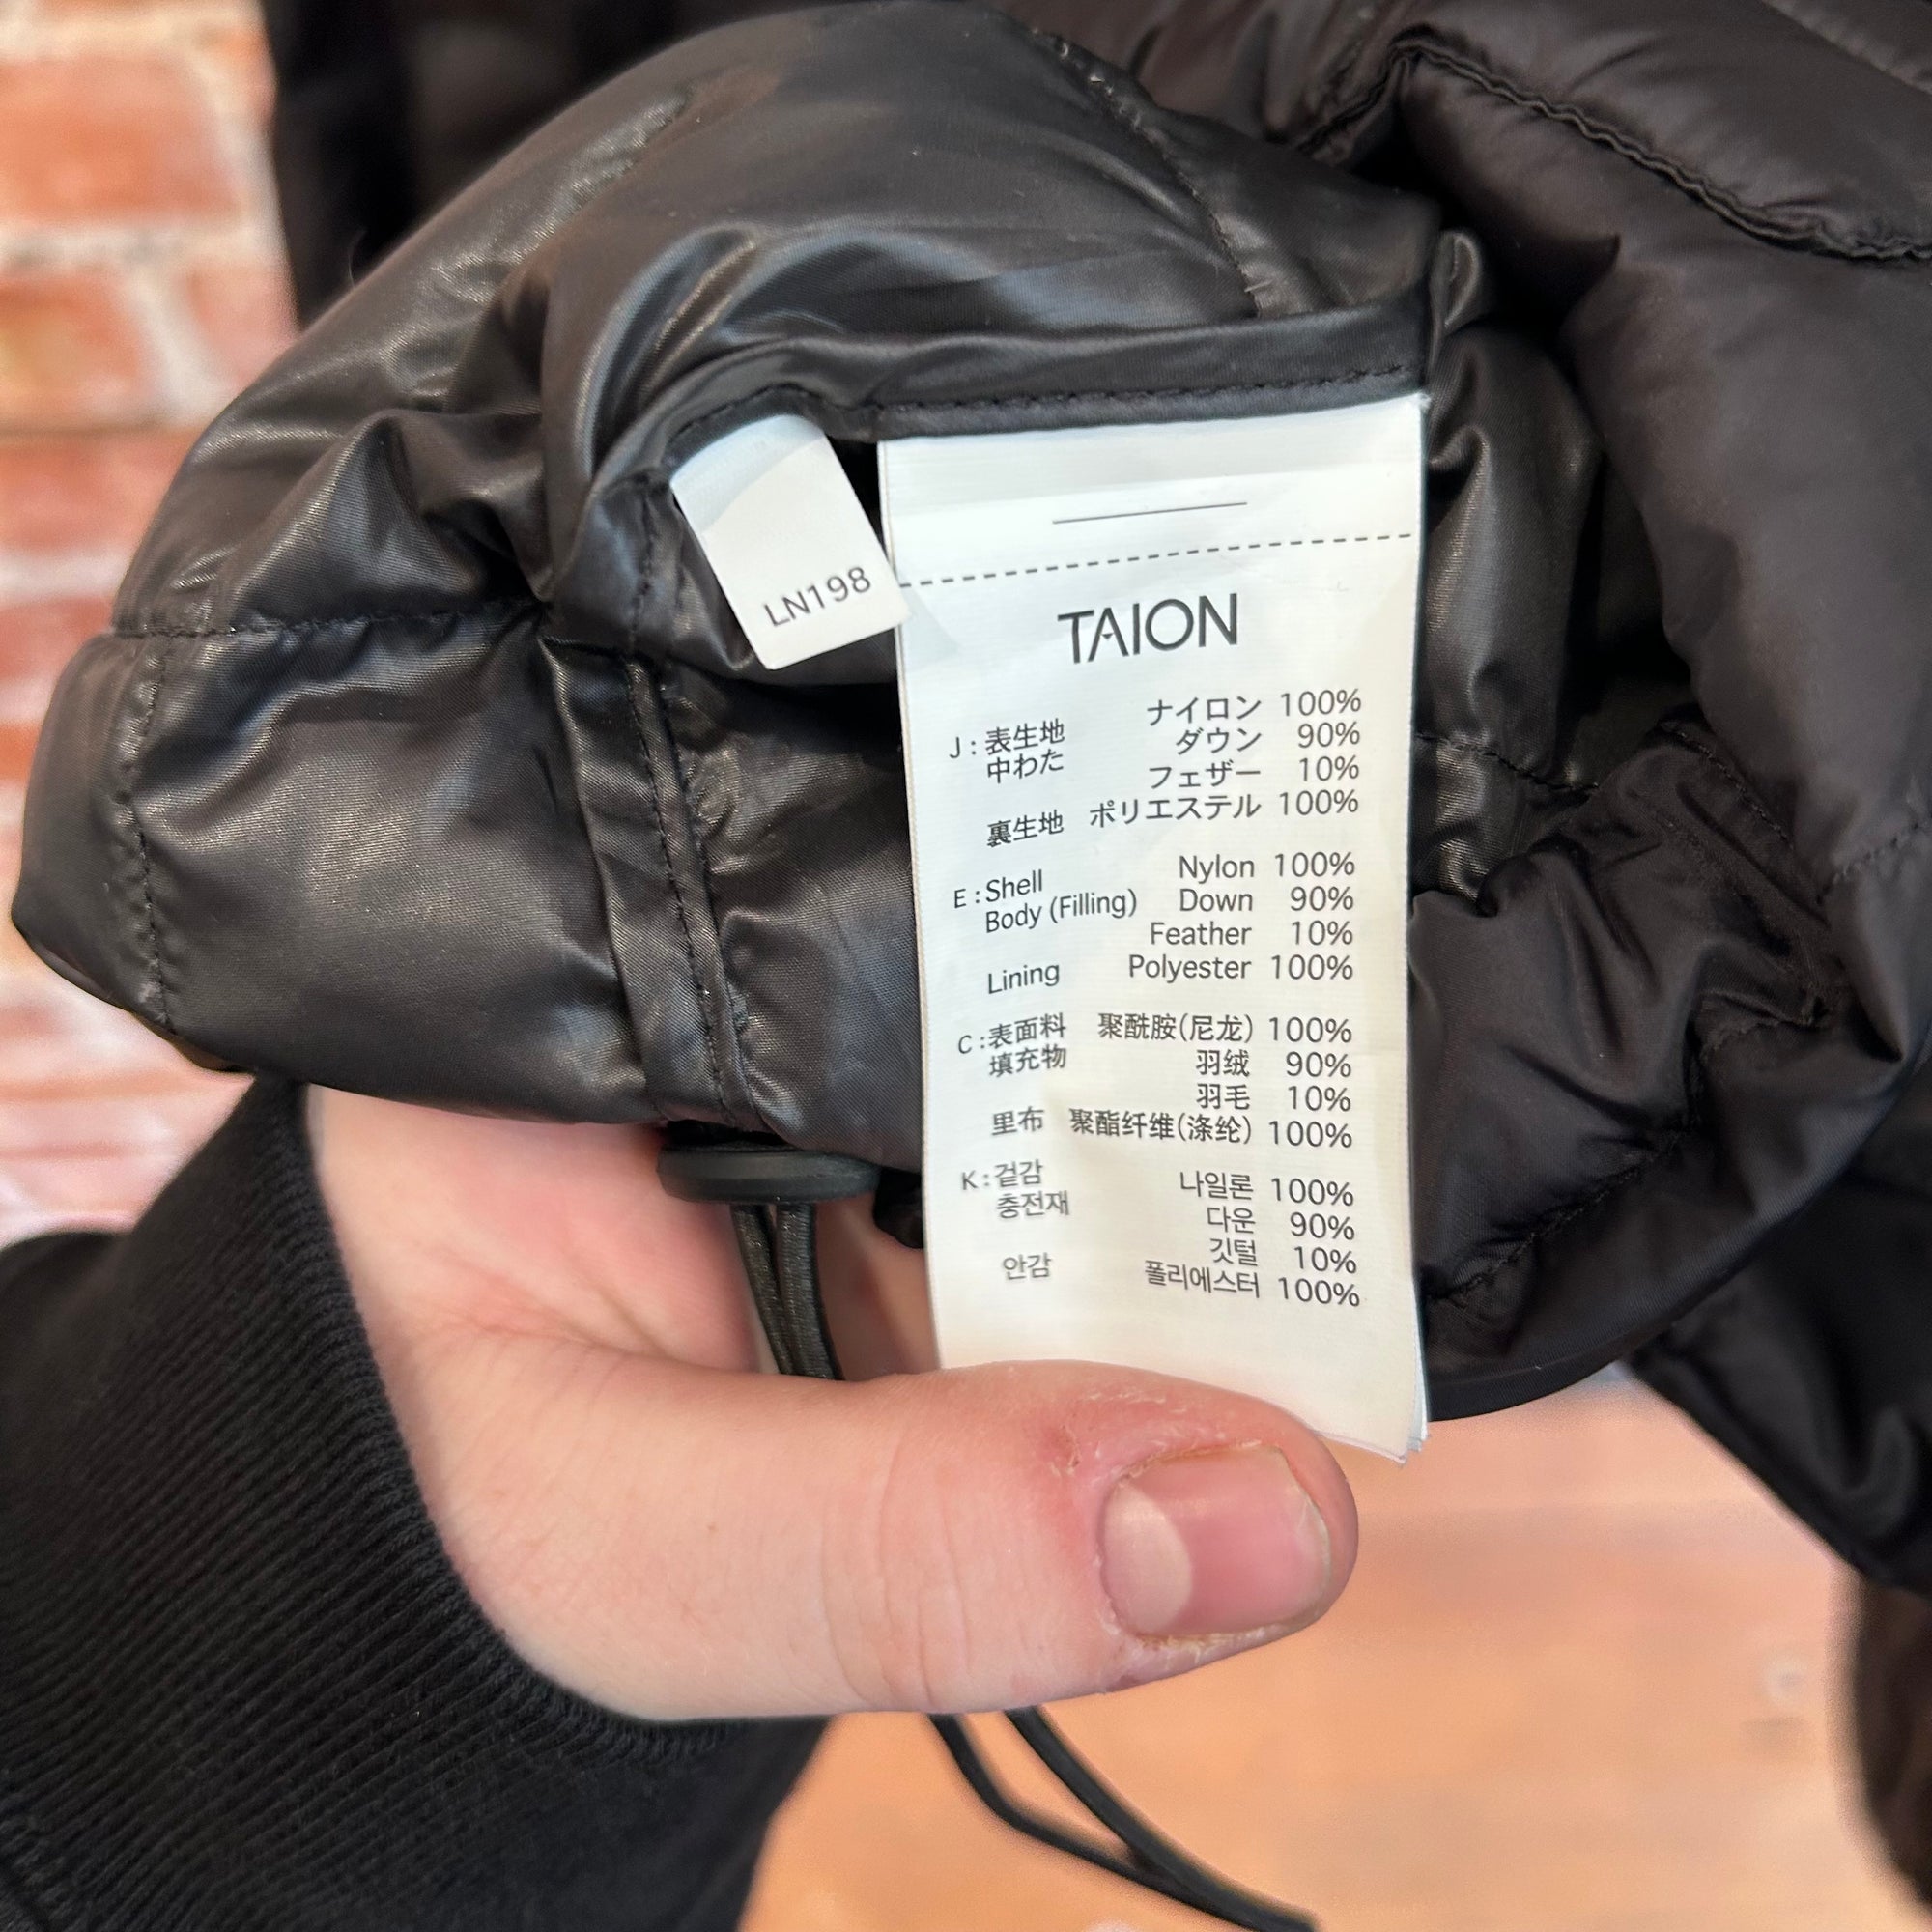 LN198
TAION
ナイロン 100%
J : 表生地 ダウン 90%
中わた フェザー 10%
裏生地 ポリエステル 100%
Nylon 100%
E : Shell Down 90%
Body (Filling) Feather 10%
Lining Polyester 100%
C : 表面料 聚酰胺(尼龙) 100%
填充物 羽绒 90%
羽毛 10%
里布 聚酯纤维(涤纶) 100%
K : 겉감 나일론 100%
충전재 다운 90%
깃털 10%
안감 폴리에스터 100%